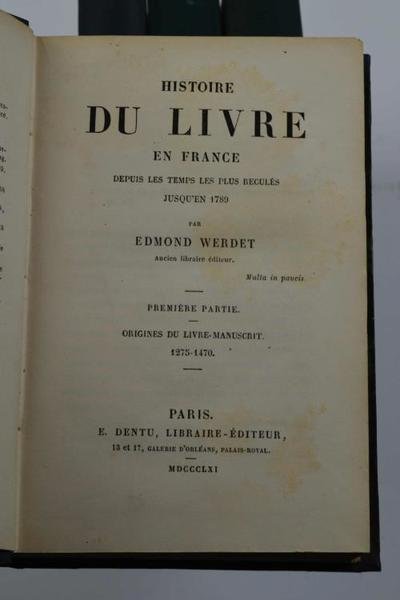 HISTOIRE
DU LIVRE
EN FRANCE
DEPUIS LES TEMPS LES PLUS RECULÉS
JUSQU'EN 1789
PAR
EDMOND WERDET
Ancien libraire éditeur.
Multa in paucis
PREMIÈRE PARTIE.
ORIGINES DU LIVRE-MANUSCRIT.
1275-1470.
PARIS.
E. DENTU, LIBRAIRE-ÉDITEUR,
13 et 17, GALERIE D'ORLÉANS, PALAIS-ROYAL.
MDCCCLXI